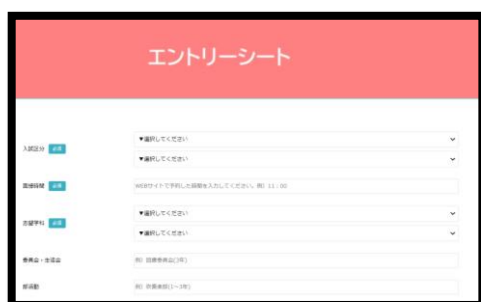 エントリーシート
▼選択してください
入試区分 必須
▼選択してください
面接時間 必須 WEBサイトで予約した時間を入力してください。例）11：00
▼選択してください
志望学科 必須
▼選択してください
委員会・生徒会 例）図書委員会(3年)
部活動 例）吹奏楽部(1～3年)